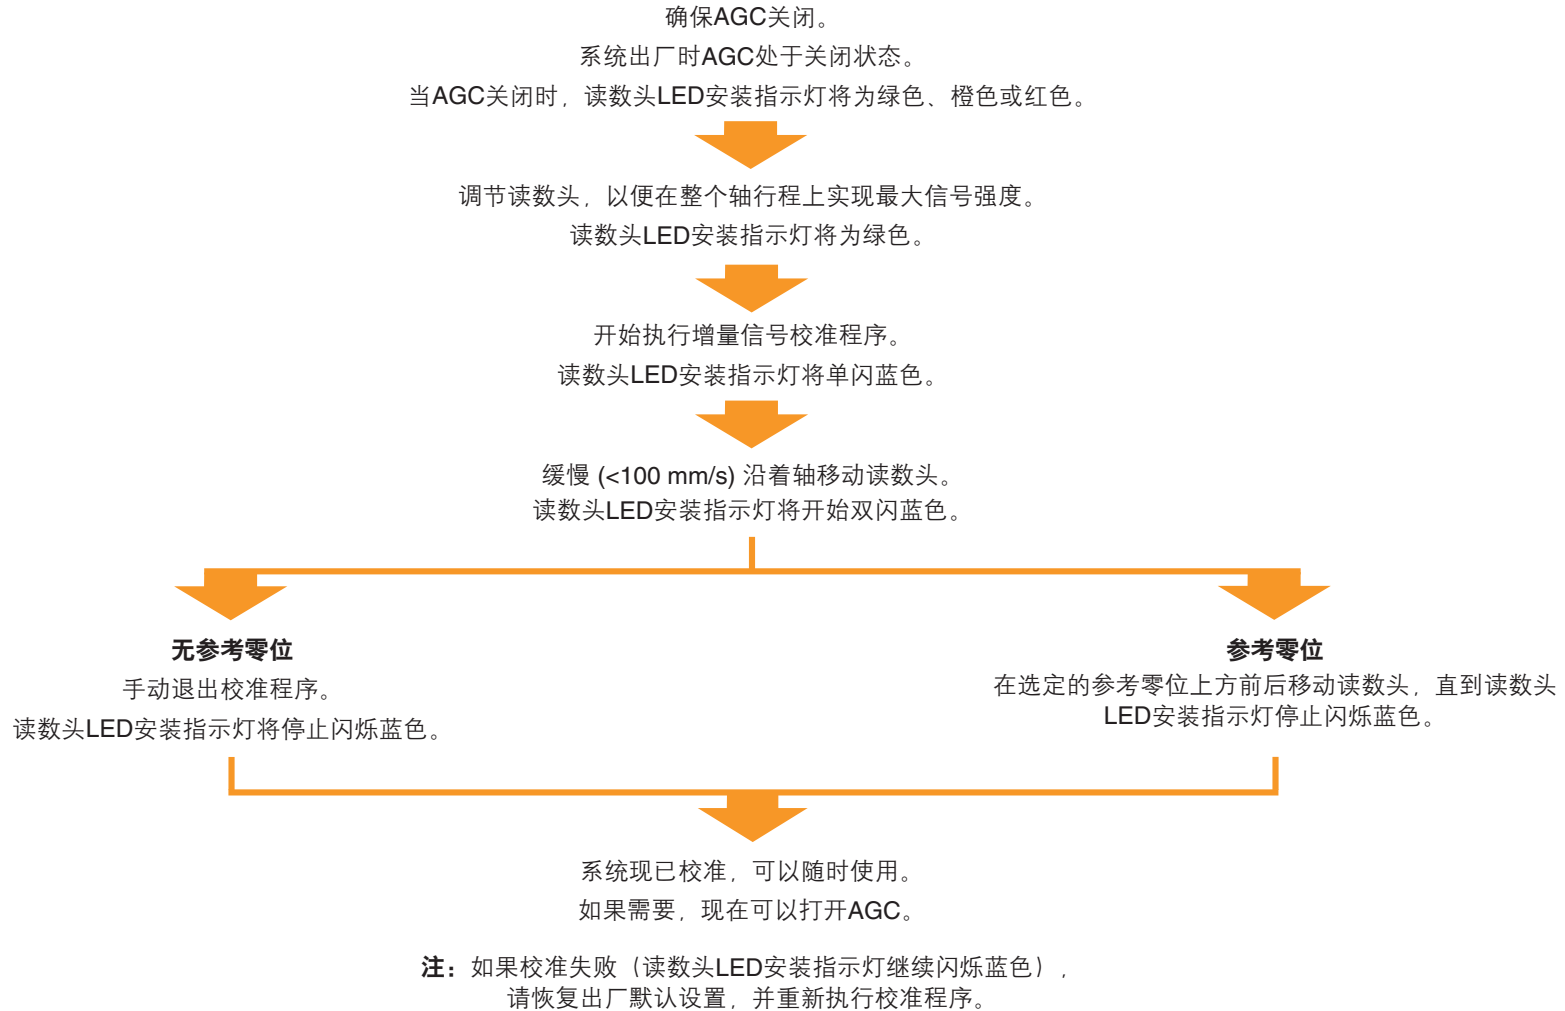 确保AGC关闭。
系统出厂时AGC处于关闭状态。
当AGC关闭时，读数头LED安装指示灯将为绿色、橙色或红色。
调节读数头，以便在整个轴行程上实现最大信号强度。
读数头LED安装指示灯将为绿色。
开始执行增量信号校准程序。
读数头LED安装指示灯将单闪蓝色。
缓慢 (<100 mm/s) 沿着轴移动读数头。
读数头LED安装指示灯将开始双闪蓝色。
无参考零位
手动退出校准程序。
读数头LED安装指示灯将停止闪烁蓝色。
参考零位
在选定的参考零位上方前后移动读数头，直到读数头
LED安装指示灯停止闪烁蓝色。
系统现已校准，可以随时使用。
如果需要，现在可以打开AGC。
注：如果校准失败（读数头LED安装指示灯继续闪烁蓝色），
请恢复出厂默认设置，并重新执行校准程序。